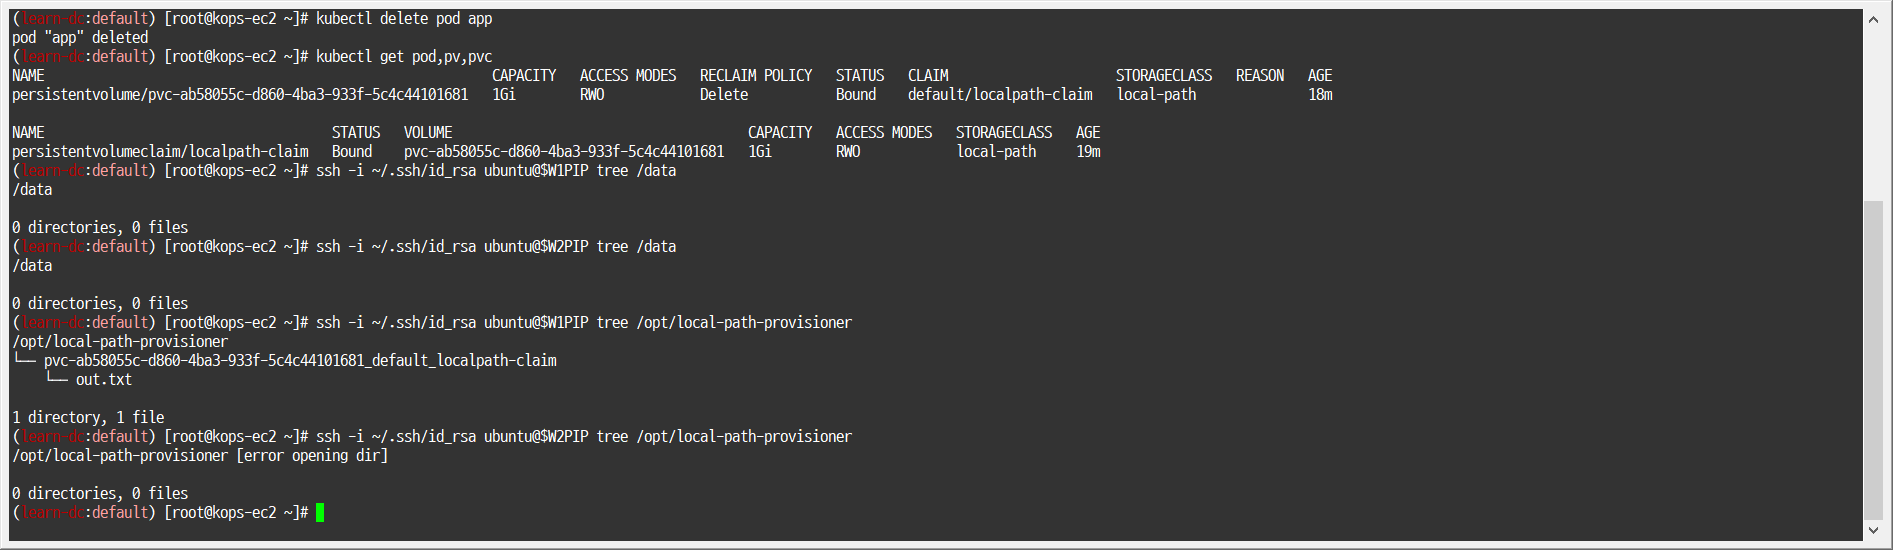 (learn-dc:default) [root@kops-ec2 ~]# kubectl delete pod app
pod "app" deleted
(learn-dc:default) [root@kops-ec2 ~]# kubectl get pod,pv,pvc
NAME                                                        CAPACITY   ACCESS MODES   RECLAIM POLICY   STATUS   CLAIM                     STORAGECLASS   REASON   AGE
persistentvolume/pvc-ab58055c-d860-4ba3-933f-5c4c44101681   1Gi        RWO            Delete           Bound    default/localpath-claim   local-path              18m
NAME                                    STATUS   VOLUME                                     CAPACITY   ACCESS MODES   STORAGECLASS   AGE
persistentvolumeclaim/localpath-claim   Bound    pvc-ab58055c-d860-4ba3-933f-5c4c44101681   1Gi        RWO            local-path     19m
(learn-dc:default) [root@kops-ec2 ~]# ssh -i ~/.ssh/id_rsa ubuntu@$W1PIP tree /data
/data
0 directories, 0 files
(learn-dc:default) [root@kops-ec2 ~]# ssh -i ~/.ssh/id_rsa ubuntu@$W2PIP tree /data
/data
0 directories, 0 files
(learn-dc:default) [root@kops-ec2 ~]# ssh -i ~/.ssh/id_rsa ubuntu@$W1PIP tree /opt/local-path-provisioner
/opt/local-path-provisioner
└── pvc-ab58055c-d860-4ba3-933f-5c4c44101681_default_localpath-claim
    └── out.txt
1 directory, 1 file
(learn-dc:default) [root@kops-ec2 ~]# ssh -i ~/.ssh/id_rsa ubuntu@$W2PIP tree /opt/local-path-provisioner
/opt/local-path-provisioner [error opening dir]
0 directories, 0 files
(learn-dc:default) [root@kops-ec2 ~]#